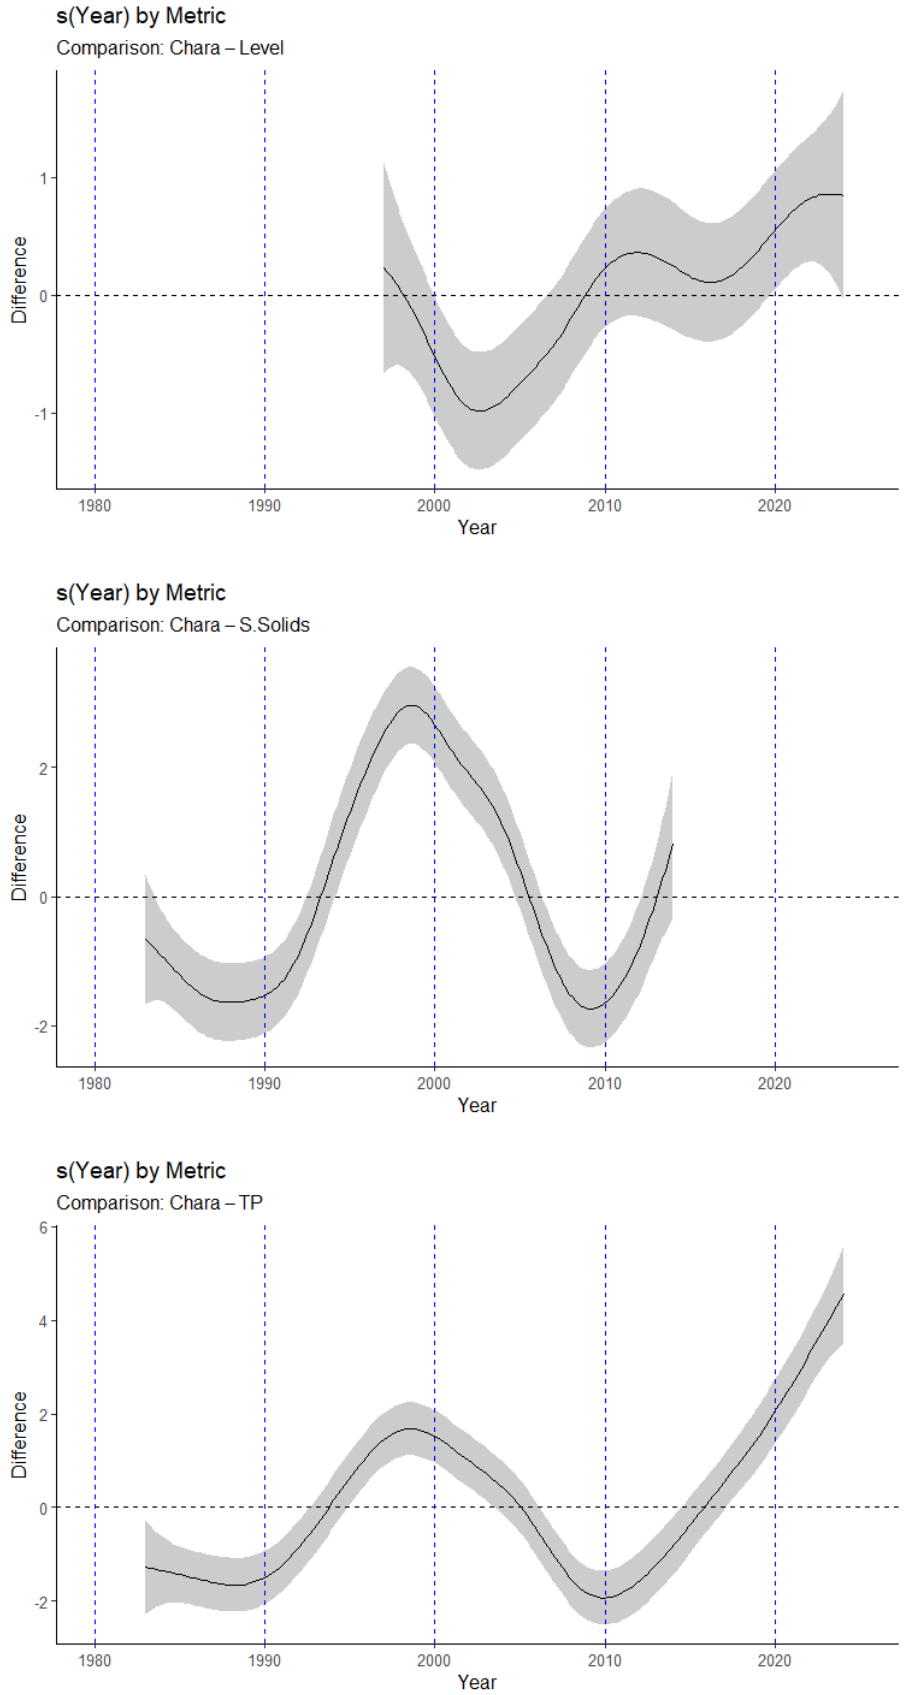 s(Year) by Metric
Comparison: Chara – Level
Difference
1
0
-1
1980 1990 2000 2010 2020
Year
s(Year) by Metric
Comparison: Chara – S.Solids
Difference
2
0
-2
1980 1990 2000 2010 2020
Year
s(Year) by Metric
Comparison: Chara – TP
Difference
6
4
2
0
-2
1980 1990 2000 2010 2020
Year